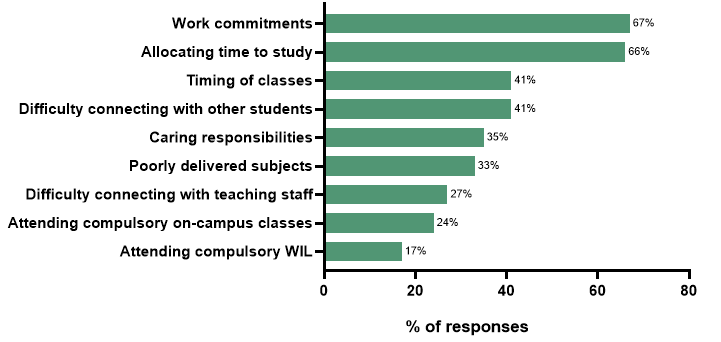 Work commitments 67%
Allocating time to study 66%
Timing of classes 41%
Difficulty connecting with other students 41%
Caring responsibilities 35%
Poorly delivered subjects 33%
Difficulty connecting with teaching staff 27%
Attending compulsory on-campus classes 24%
Attending compulsory WIL 17%
0 20 40 60 80
% of responses